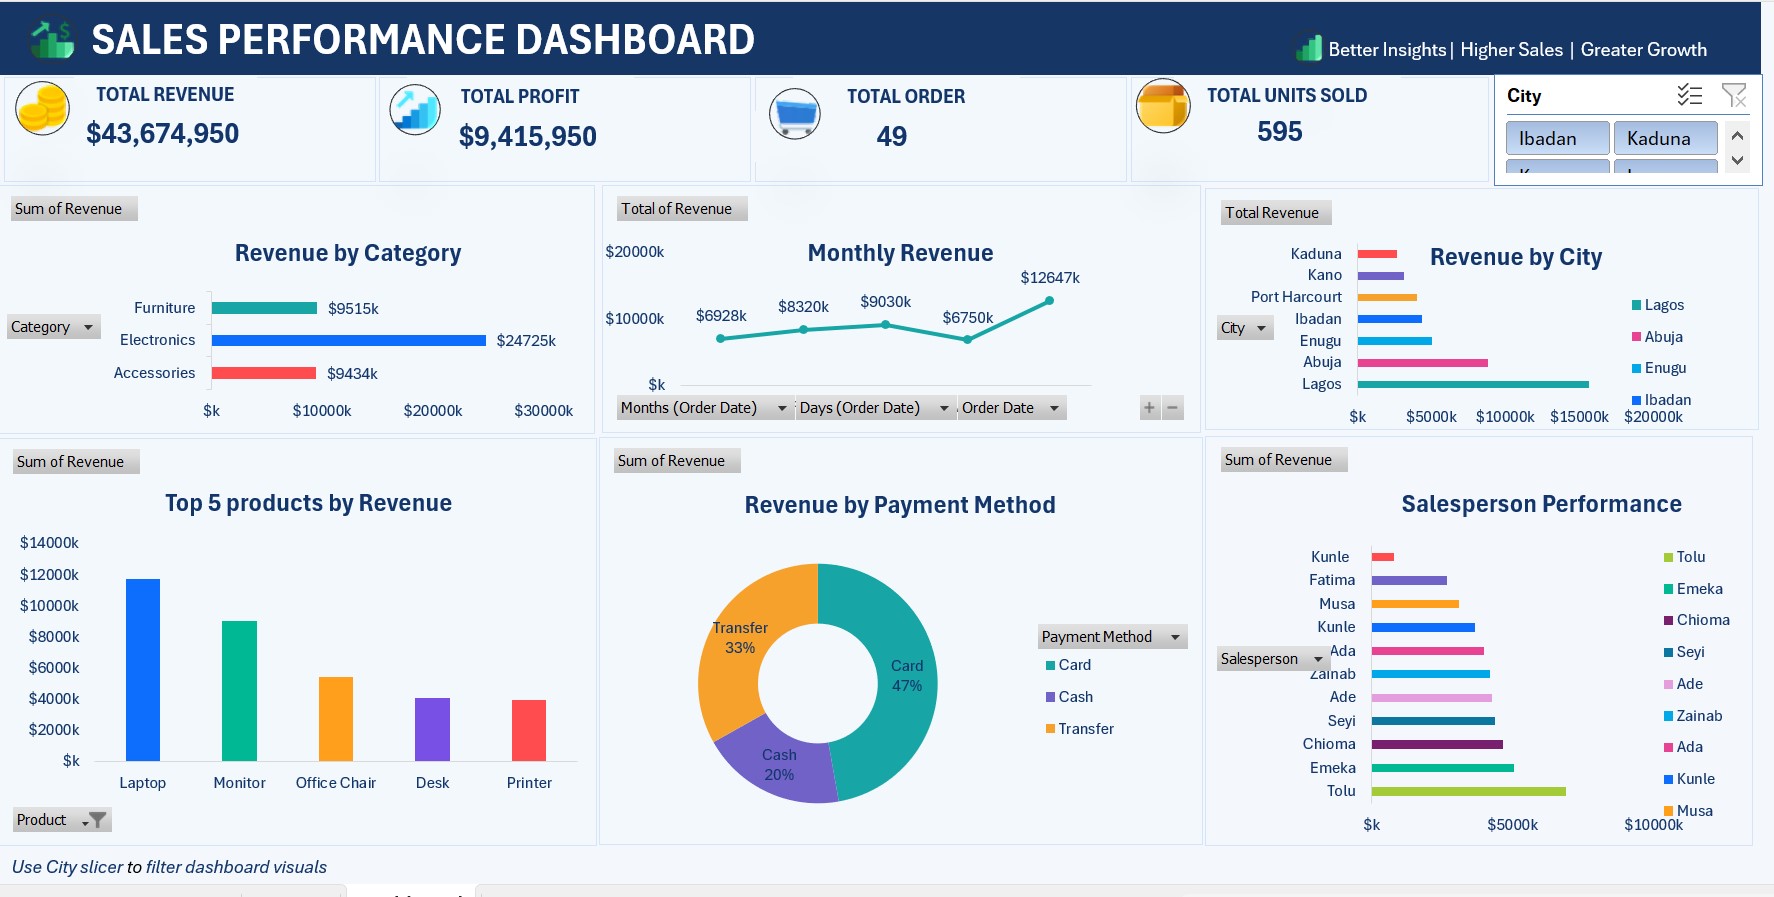 SALES PERFORMANCE DASHBOARD
Better Insights| Higher Sales | Greater Growth
TOTAL REVENUE
$43,674,950
TOTAL PROFIT
$9,415,950
TOTAL ORDER
49
TOTAL UNITS SOLD
595
City
Ibadan
Kaduna
Sum of Revenue
Revenue by Category
Category
Furniture
$9515k
Electronics
$24725k
Accessories
$9434k
$k $10000k $20000k $30000k
Total of Revenue
Monthly Revenue
$20000k
$10000k
$k
$6928k
$8320k
$9030k
$6750k
$12647k
Months (Order Date)
Days (Order Date)
Order Date
+ −
Total Revenue
Revenue by City
City
Kaduna
Kano
Port Harcourt
Ibadan
Enugu
Abuja
Lagos
$k $5000k $10000k $15000k $20000k
Lagos
Abuja
Enugu
Ibadan
Sum of Revenue
Top 5 products by Revenue
$14000k
$12000k
$10000k
$8000k
$6000k
$4000k
$2000k
$k
Laptop Monitor Office Chair Desk Printer
Product
Sum of Revenue
Revenue by Payment Method
Transfer
33%
Card
47%
Cash
20%
Payment Method
Card
Cash
Transfer
Sum of Revenue
Salesperson Performance
Salesperson
Kunle
Fatima
Musa
Kunle
Ada
Zainab
Ade
Seyi
Chioma
Emeka
Tolu
$k $5000k $10000k
Tolu
Emeka
Chioma
Seyi
Ade
Zainab
Ada
Kunle
Musa
Use City slicer to filter dashboard visuals